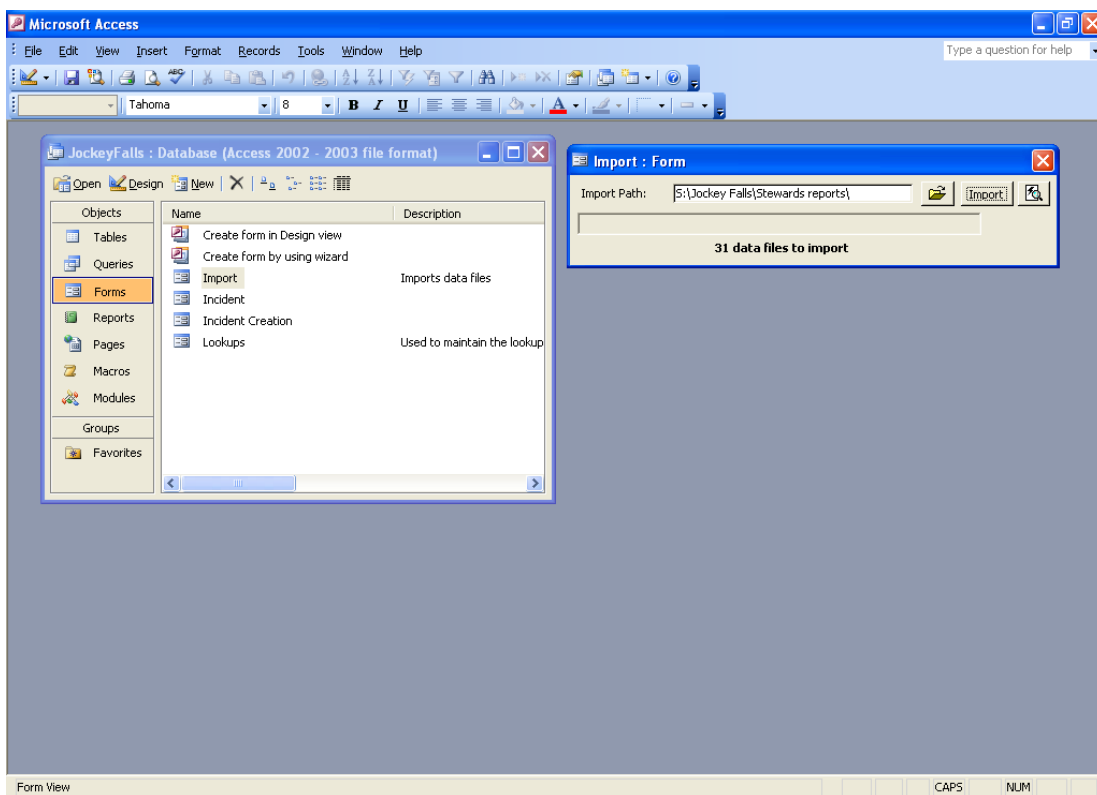 Microsoft Access
File Edit View Insert Format Records Tools Window Help Type a question for help
ABC
Tahoma 8 B I U A
JockeyFalls : Database (Access 2002 - 2003 file format)
Open Design New
Objects
Tables
Queries
Forms
Reports
Pages
Macros
Modules
Groups
Favorites
Name Description
Create form in Design view
Create form by using wizard
Import Imports data files
Incident
Incident Creation
Lookups Used to maintain the lookup
Import : Form
Import Path: S:\Jockey Falls\Stewards reports\ Import
31 data files to import
Form View CAPS NUM